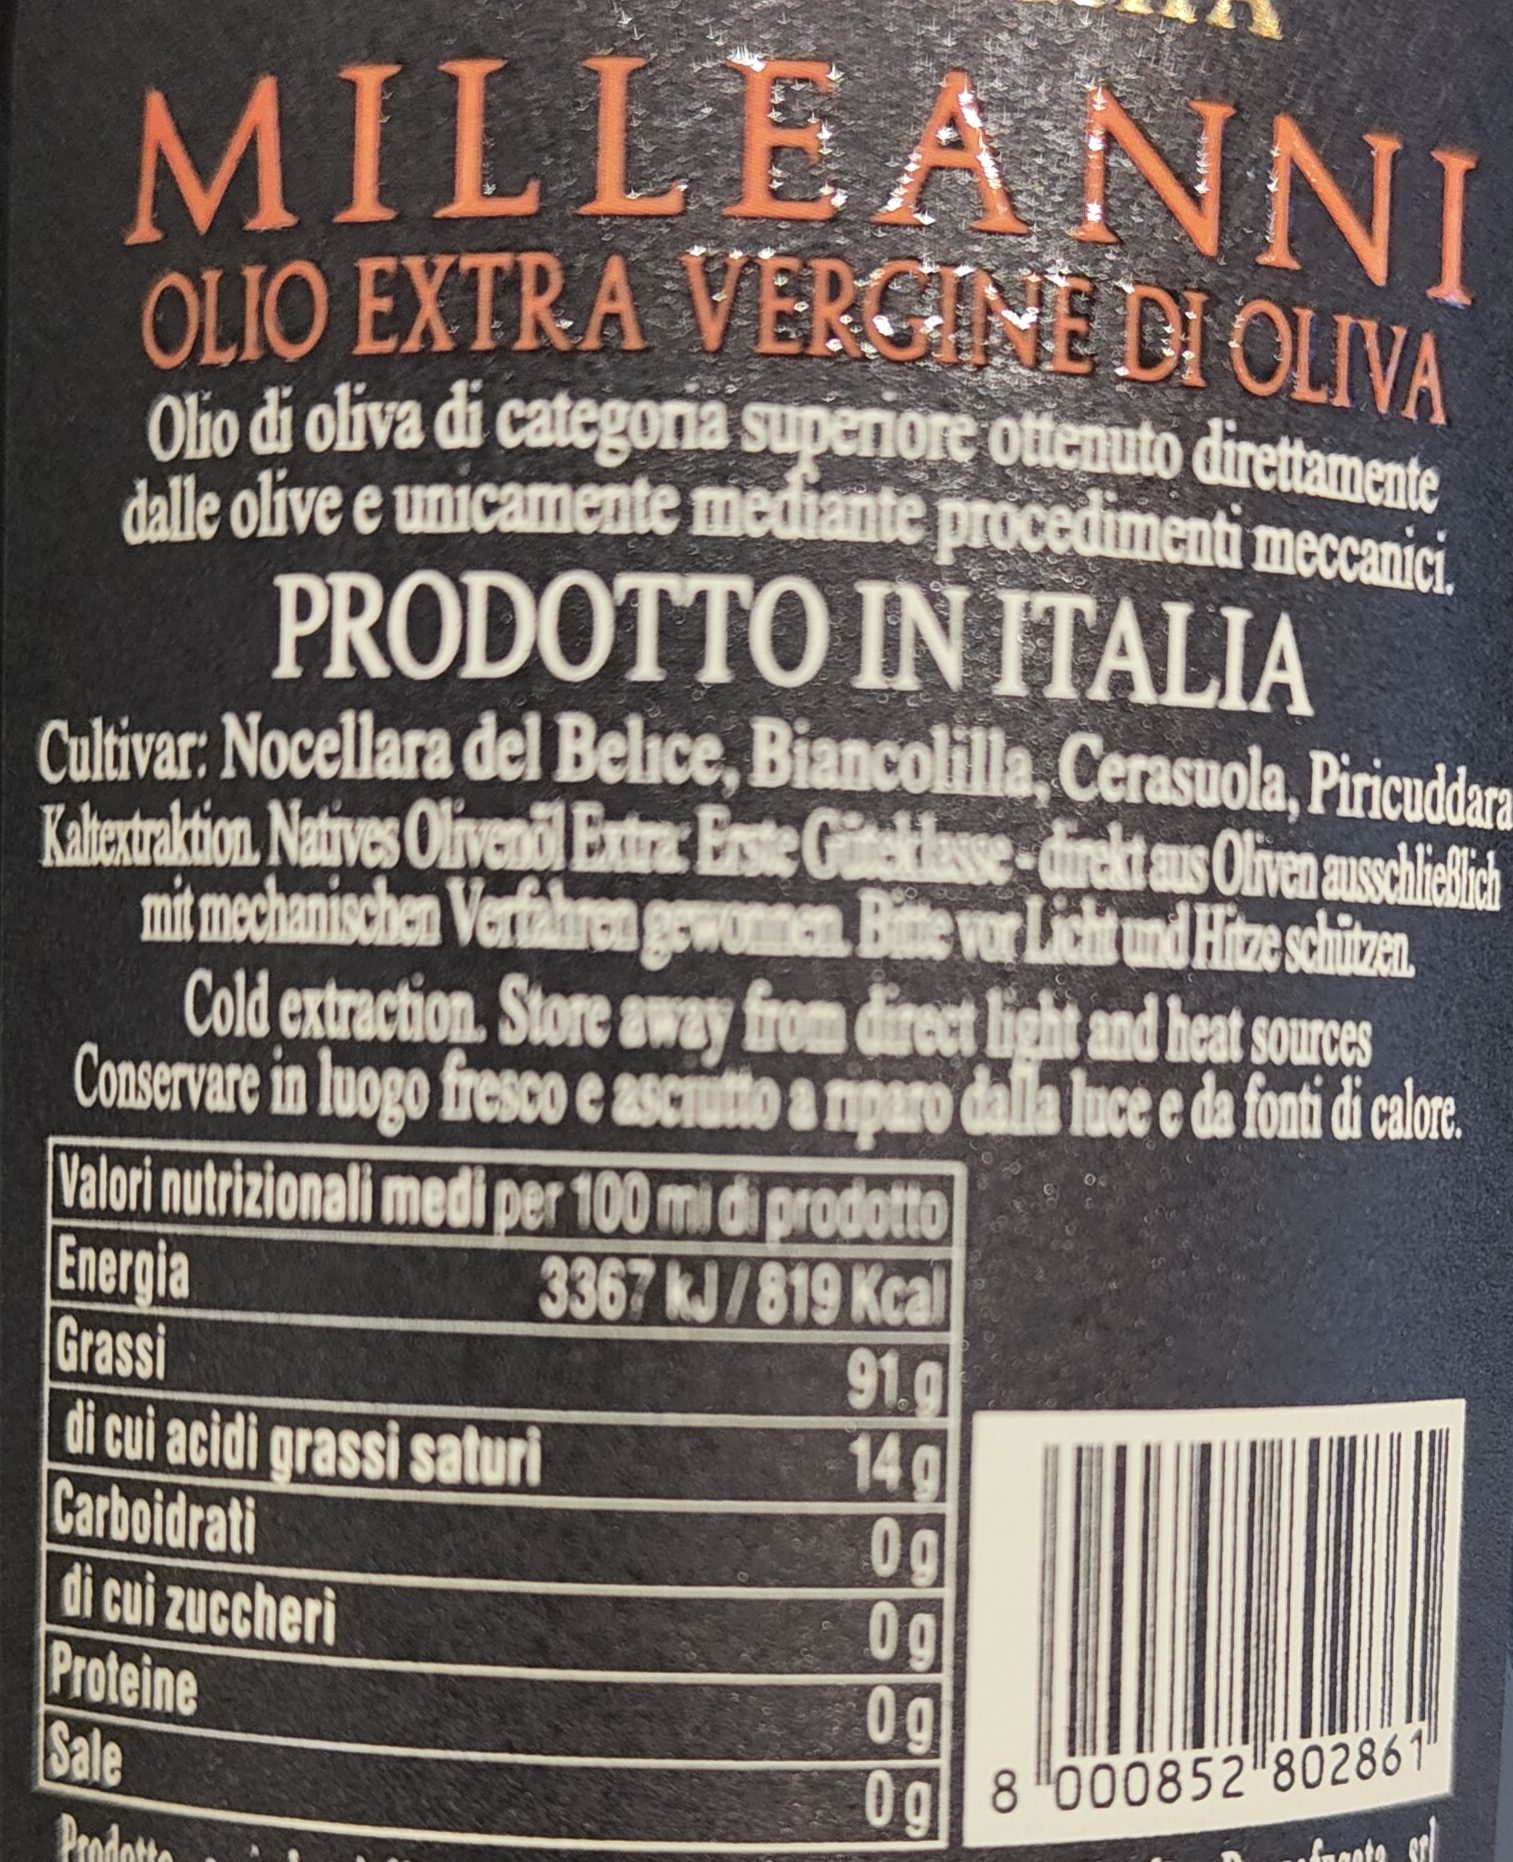 MILLEANNI
OLIO EXTRA VERGINE DI OLIVA
Olio di oliva di categoria superiore ottenuto direttamente
dalle olive e unicamente mediante procedimenti meccanici.
PRODOTTO IN ITALIA
Cultivar: Nocellara del Belice, Biancolilla, Cerasuola, Piricuddara
Kaltextraktion. Natives Olivenöl Extra: Erste Güteklasse - direkt aus Oliven ausschließlich
mit mechanischen Verfahren gewonnen. Bitte vor Licht und Hitze schützen.
Cold extraction. Store away from direct light and heat sources
Conservare in luogo fresco e asciutto a riparo dalla luce e da fonti di calore.
Valori nutrizionali medi per 100 ml di prodotto
Energia 3367 kJ / 819 Kcal
Grassi 91 g
di cui acidi grassi saturi 14 g
Carboidrati 0 g
di cui zuccheri 0 g
Proteine 0 g
Sale 0 g
8 000852 802861
Prodotto srl